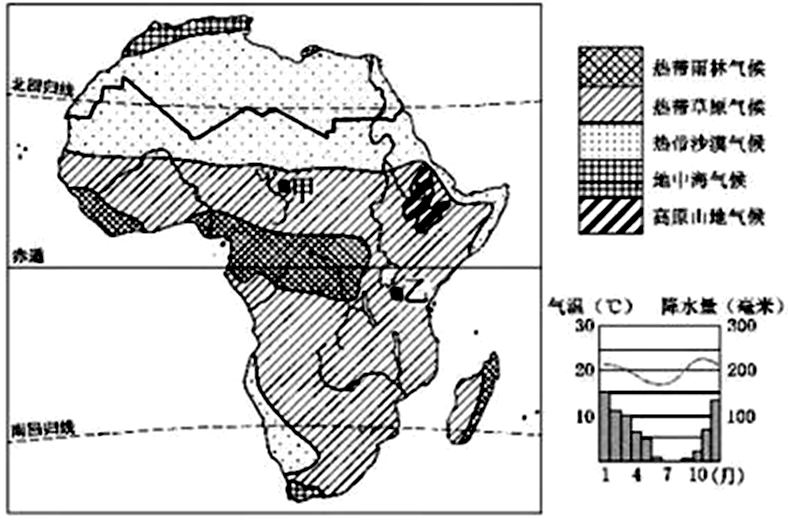 北回归线
甲
赤道
乙
南回归线
热带雨林气候
热带草原气候
热带沙漠气候
地中海气候
高原山地气候
气温（℃） 降水量（毫米）
30 300
20 200
10 100
1 4 7 10(月)